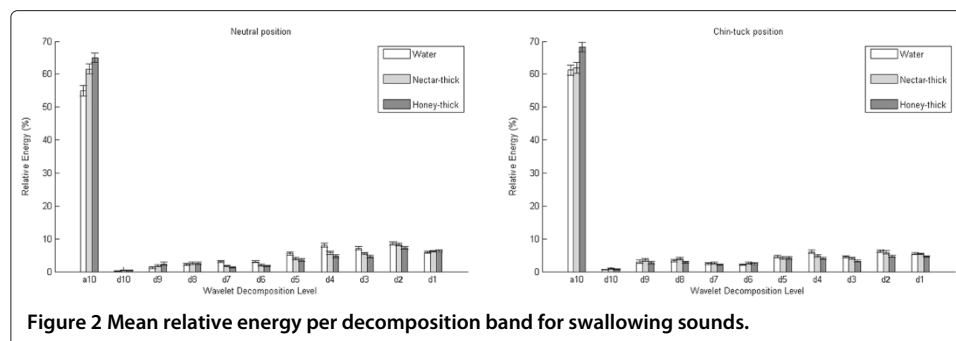 Neutral position
70
60
50
40
30
20
10
0
Relative Energy (%)
Water
Nectar-thick
Honey-thick
a10 d10 d9 d8 d7 d6 d5 d4 d3 d2 d1
Wavelet Decomposition Level
Chin-tuck position
70
60
50
40
30
20
10
0
Relative Energy (%)
Water
Nectar-thick
Honey-thick
a10 d10 d9 d8 d7 d6 d5 d4 d3 d2 d1
Wavelet Decomposition Level
Figure 2 Mean relative energy per decomposition band for swallowing sounds.